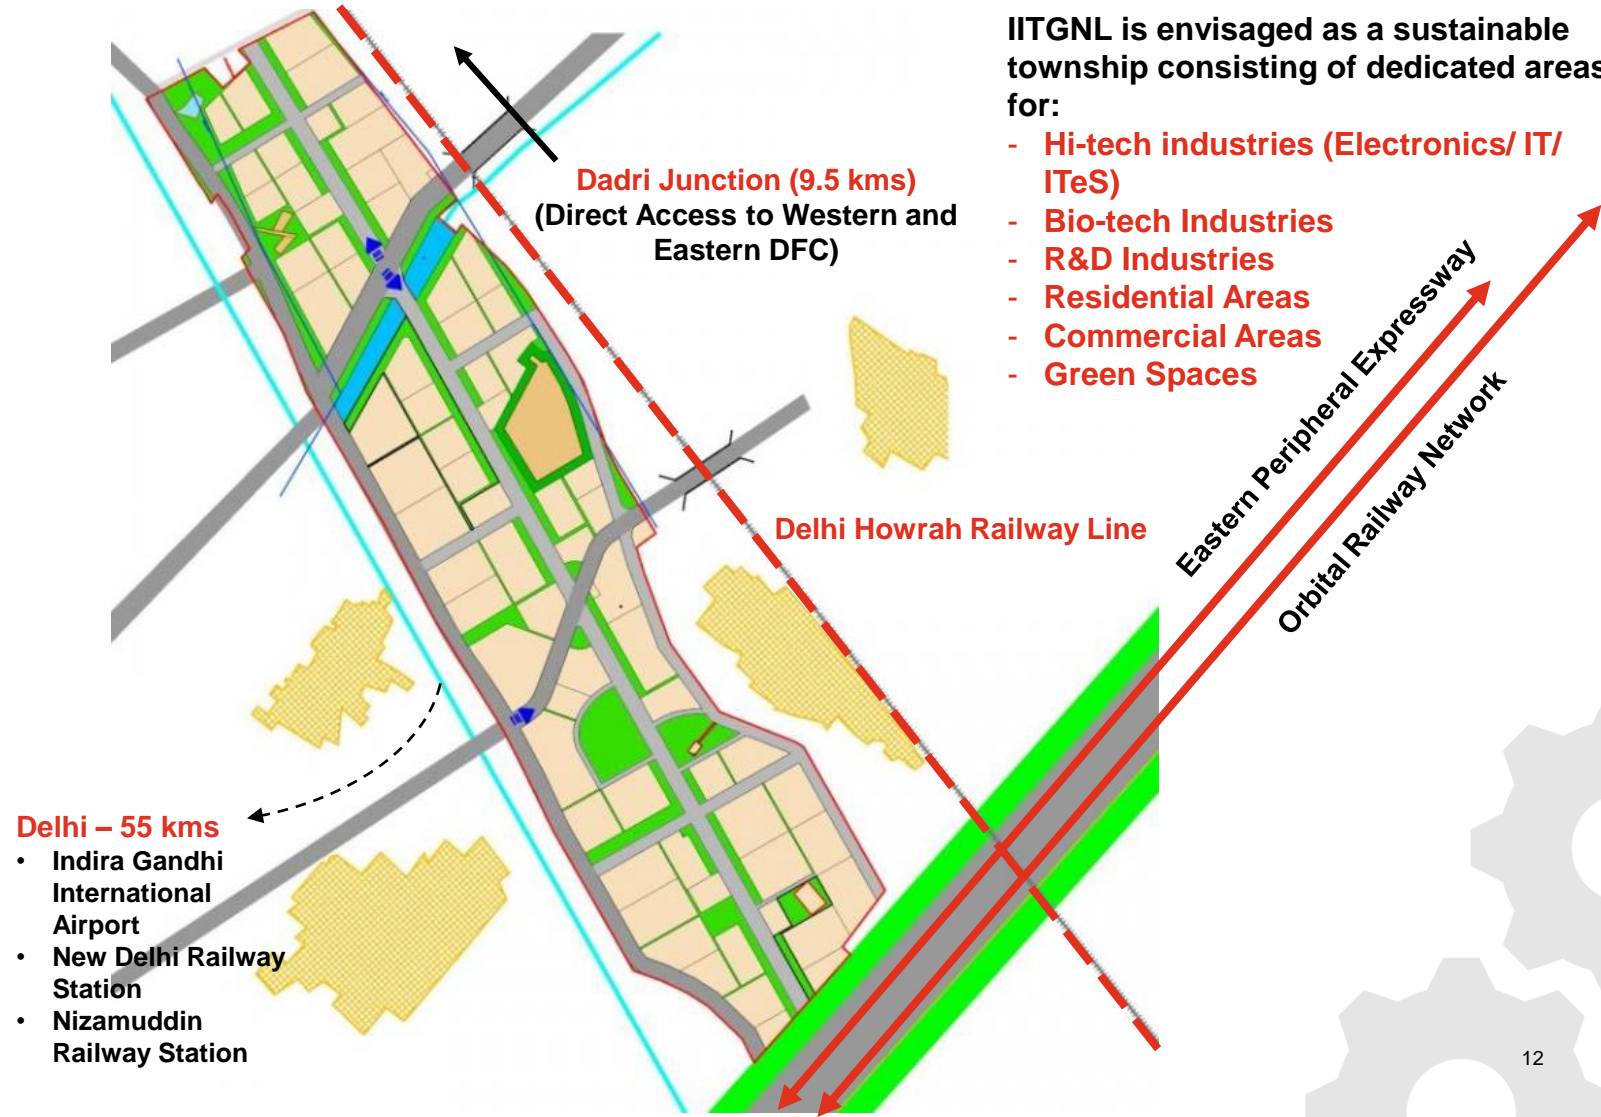 IITGNL is envisaged as a sustainable
township consisting of dedicated areas
for:
- Hi-tech industries (Electronics/ IT/
ITeS)
- Bio-tech Industries
- R&D Industries
- Residential Areas
- Commercial Areas
- Green Spaces
Dadri Junction (9.5 kms)
(Direct Access to Western and
Eastern DFC)
Eastern Peripheral Expressway
Orbital Railway Network
Delhi Howrah Railway Line
Delhi – 55 kms
• Indira Gandhi
International
Airport
• New Delhi Railway
Station
• Nizamuddin
Railway Station
12